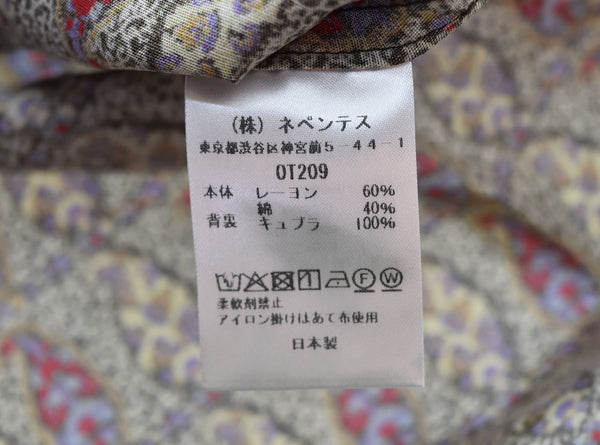 (株) ネペンテス
東京都渋谷区神宮前5-44-1
OT209
本体 レーヨン 60%
綿 40%
背裏 キュプラ 100%
F W
柔軟剤禁止
アイロン掛けはあて布使用
日本製